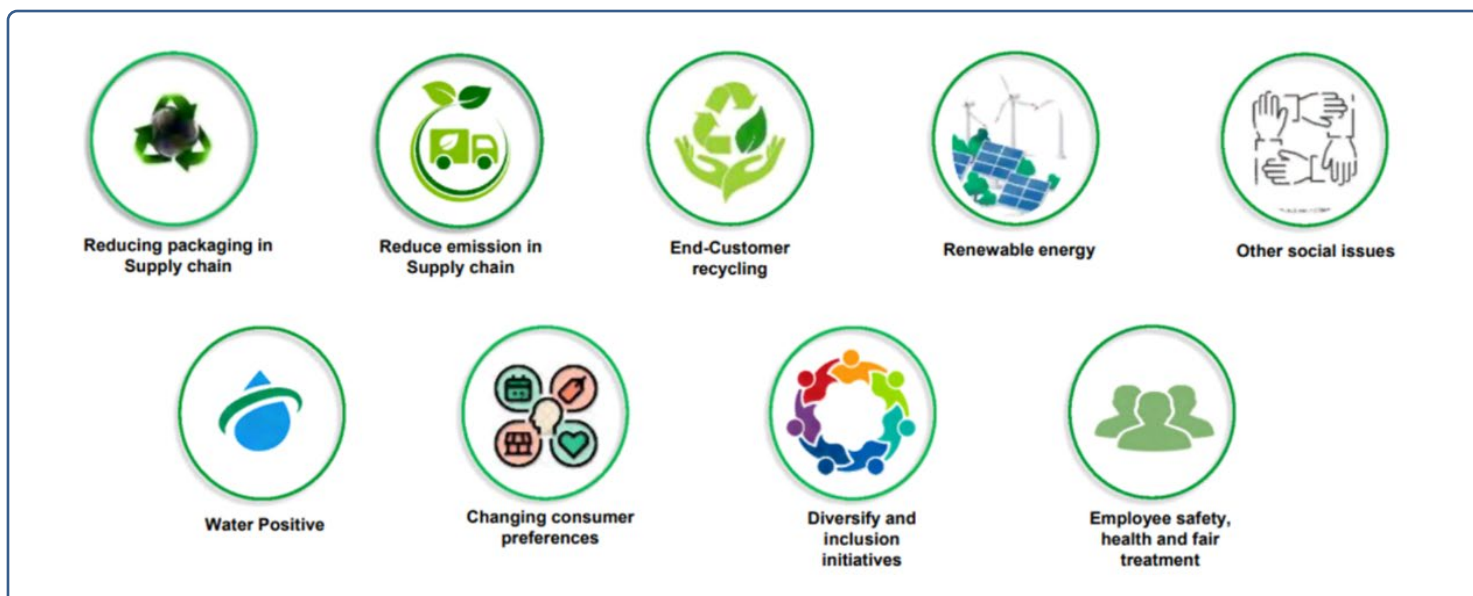 Reducing packaging in
Supply chain
Reduce emission in
Supply chain
End-Customer
recycling
Renewable energy
Other social issues
Water Positive
Changing consumer
preferences
Diversify and
inclusion
initiatives
Employee safety,
health and fair
treatment